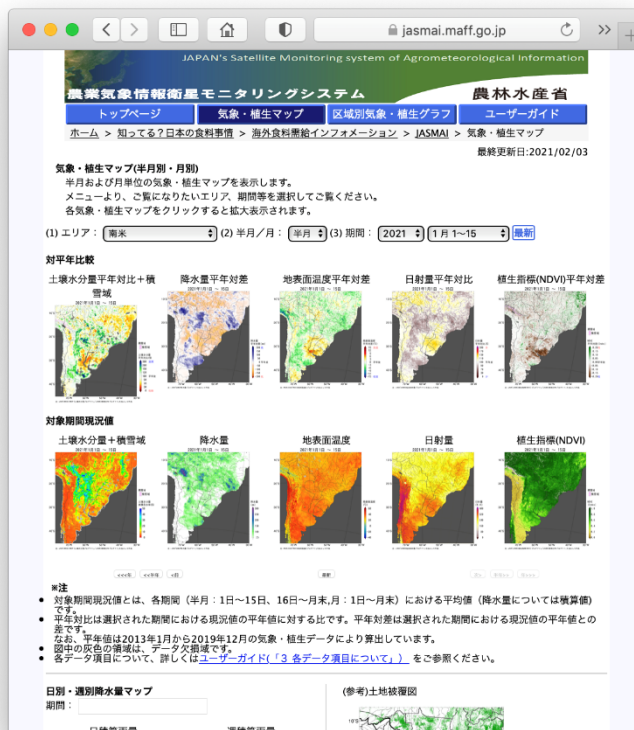 jasmai.maff.go.jp
JAPAN's Satellite Monitoring system of Agrometeorological Information
農業気象情報衛星モニタリングシステム
農林水産省
トップページ 気象・植生マップ 区域別気象・植生グラフ ユーザーガイド
ホーム > 知ってる?日本の食料事情 > 海外食料需給インフォメーション > JASMAI > 気象・植生マップ
最終更新日:2021/02/03
気象・植生マップ(半月別・月別)
半月および月単位の気象・植生マップを表示します。
メニューより、ご覧になりたいエリア、期間等を選択してご覧ください。
各気象・植生マップをクリックすると拡大表示されます。
(1) エリア: 南米 (2) 半月/月: 半月 (3) 期間: 2021 1月 1~15 最新
対平年比較
土壌水分量平年対比+積雪域 降水量平年対差 地表面温度平年対差 日射量平年対比 植生指標(NDVI)平年対差
対象期間現況値
土壌水分量+積雪域 降水量 地表面温度 日射量 植生指標(NDVI)
※注
対象期間現況値とは、各期間(半月:1日~15日、16日~月末,月:1日~月末)における平均値(降水量については積算値)
です。
平年対比は選択された期間における現況値の平年値に対する比です。平年対差は選択された期間における現況値の平年値との
差です。
なお、平年値は2013年1月から2019年12月の気象・植生データにより算出しています。
図中の灰色の領域は、データ欠損域です。
各データ項目について、詳しくはユーザーガイド(「3 各データ項目について」) をご参照ください。
日別・週別降水量マップ
期間:
(参考)土地被覆図